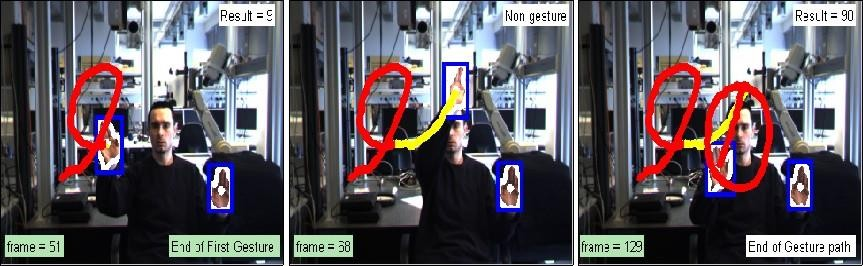 Result = 9
frame = 51
End of First Gesture
Non gesture
frame = 68
Result = 90
frame = 129
End of Gesture path